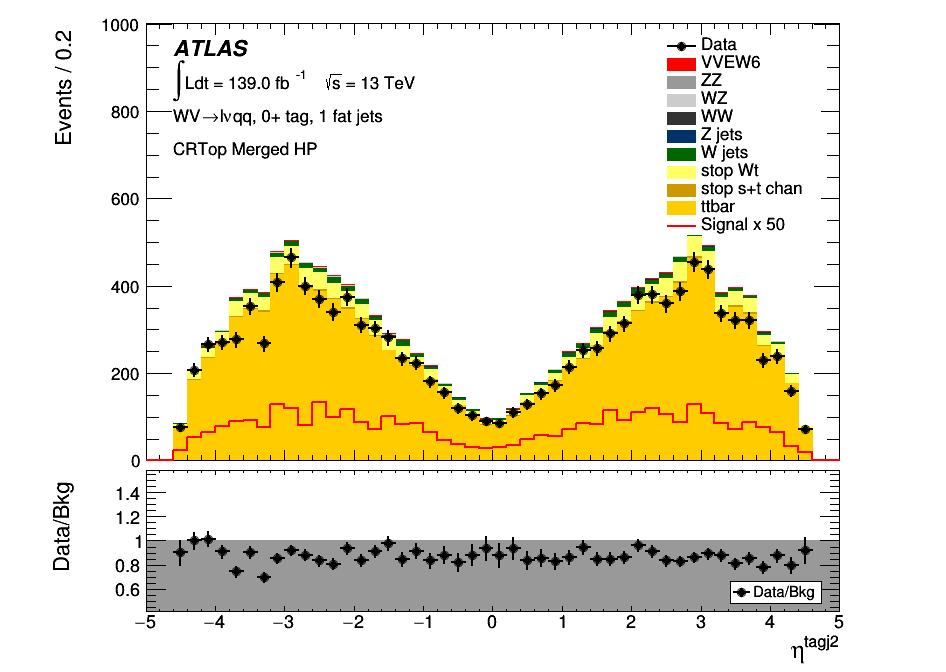 1000
800
600
400
200
0
Events / 0.2
ATLAS
∫Ldt = 139.0 fb⁻¹ √s = 13 TeV
WV→lνqq, 0+ tag, 1 fat jets
CRTop Merged HP
Data
VVEW6
ZZ
WZ
WW
Z jets
W jets
stop Wt
stop s+t chan
ttbar
Signal x 50
Data/Bkg
1.4
1.2
1
0.8
0.6
Data/Bkg
−5 −4 −3 −2 −1 0 1 2 3 4 5
η^tagj2